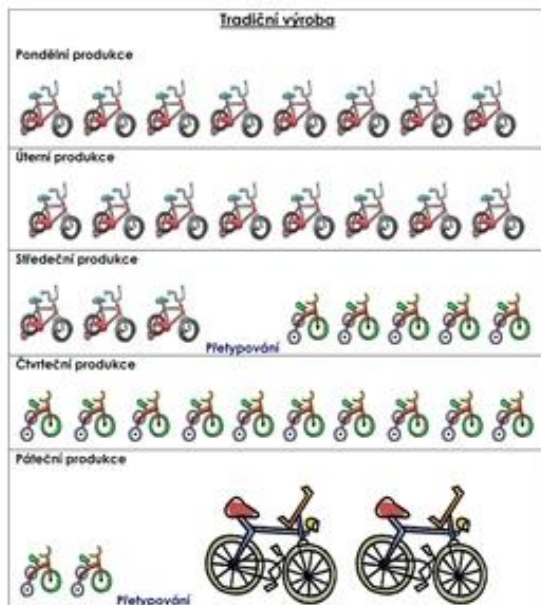 Tradiční výroba
Pondělní produkce
Úterní produkce
Středeční produkce
Přetypování
Čtvrteční produkce
Páteční produkce
Přetypování